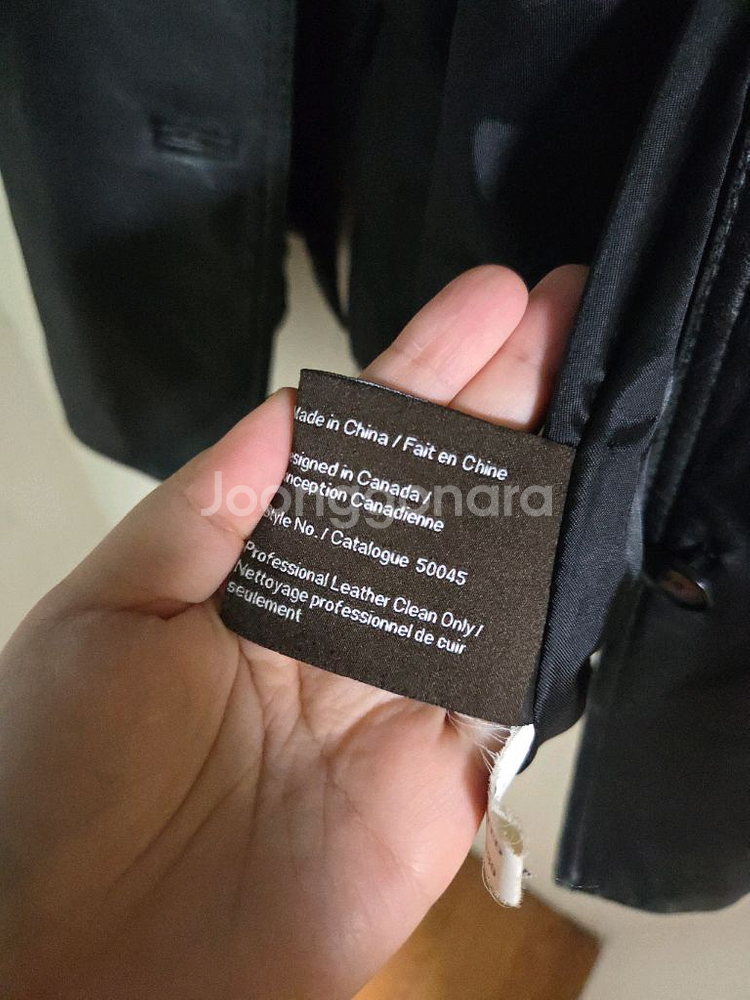 Made in China / Fait en Chine
signed in Canada /
nception Canadienne
Joonggonara
tyle No. / Catalogue 50045
Professional Leather Clean Only /
Nettoyage professionnel de cuir
seulement